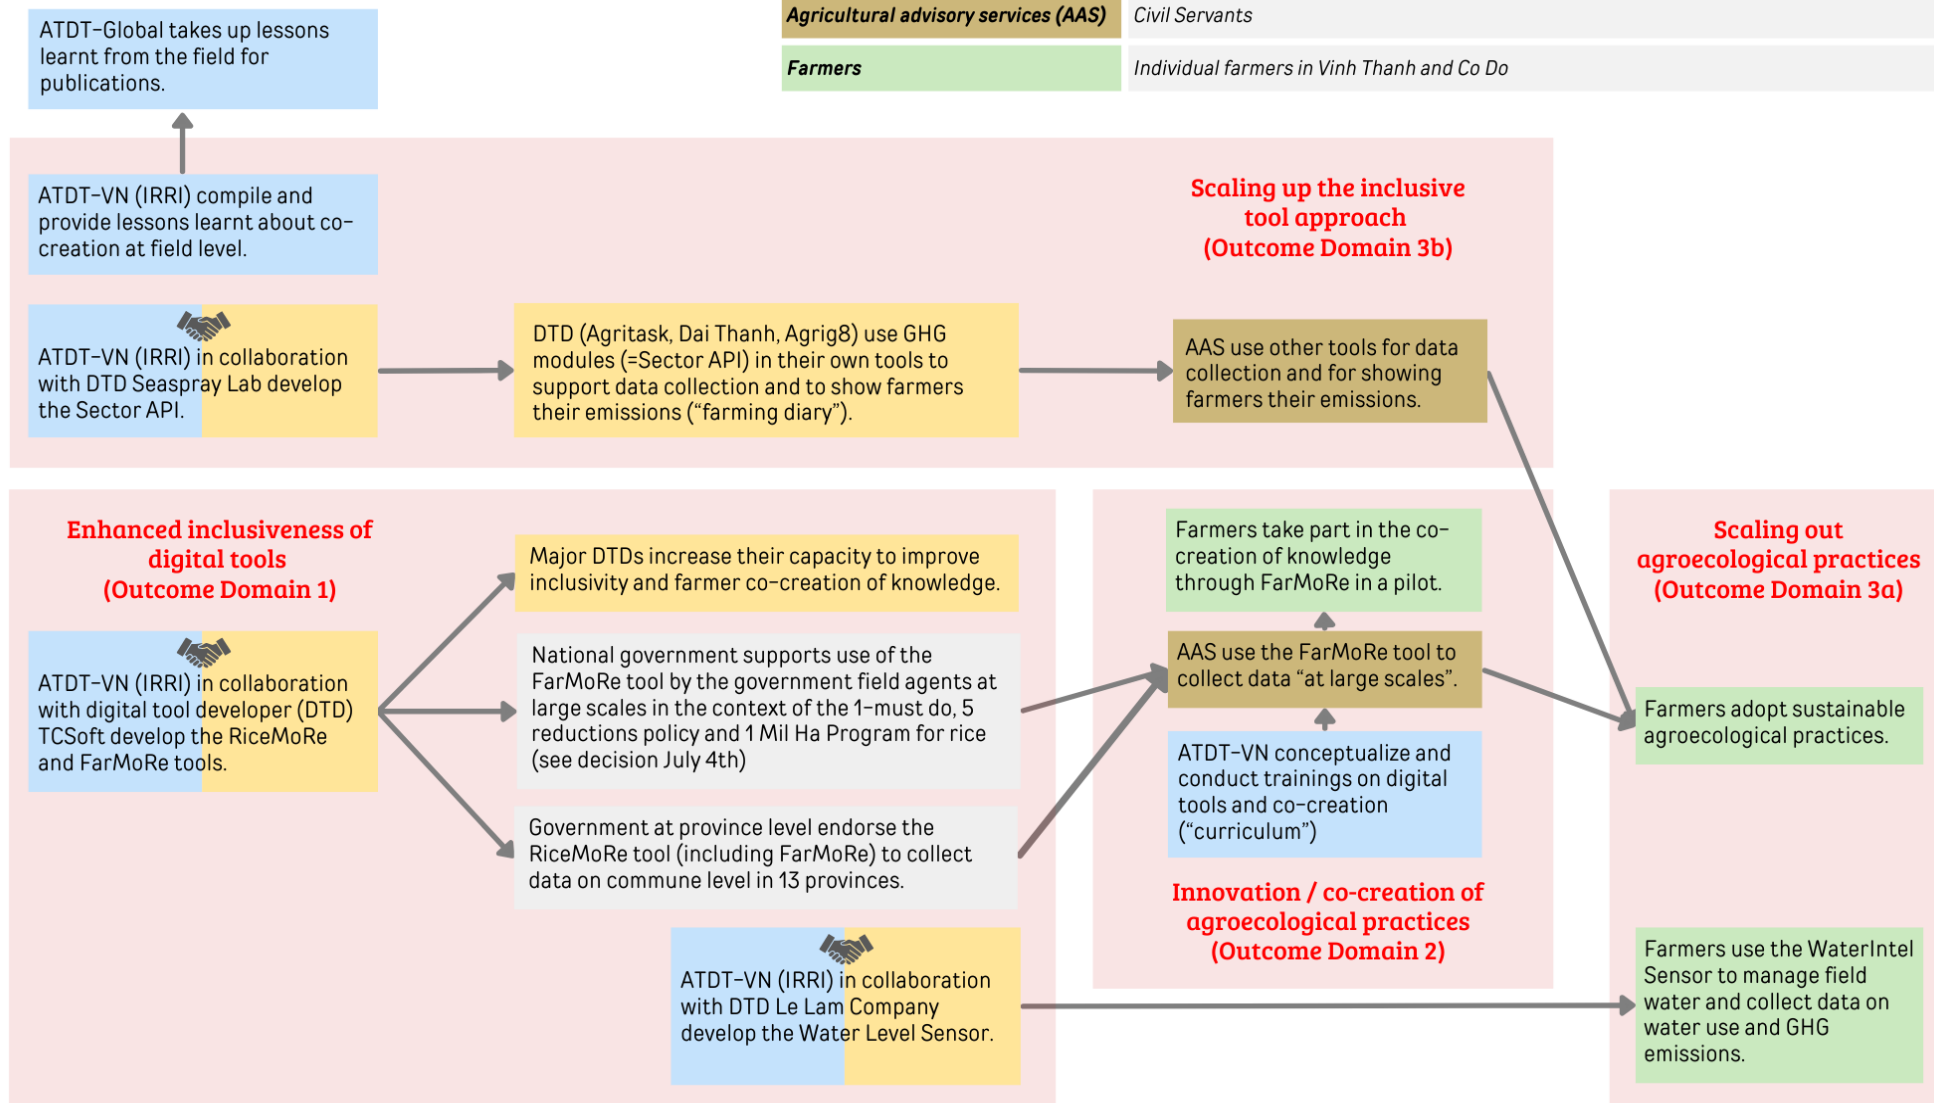 ATDT-Global takes up lessons
learnt from the field for
publications.
Agricultural advisory services (AAS)
Civil Servants
Farmers
Individual farmers in Vinh Thanh and Co Do
ATDT-VN (IRRI) compile and
provide lessons learnt about co-
creation at field level.
Scaling up the inclusive
tool approach
(Outcome Domain 3b)
ATDT-VN (IRRI) in collaboration
with DTD Seaspray Lab develop
the Sector API.
DTD (Agritask, Dai Thanh, Agrig8) use GHG
modules (=Sector API) in their own tools to
support data collection and to show farmers
their emissions (“farming diary”).
AAS use other tools for data
collection and for showing
farmers their emissions.
Enhanced inclusiveness of
digital tools
(Outcome Domain 1)
ATDT-VN (IRRI) in collaboration
with digital tool developer (DTD)
TCSoft develop the RiceMoRe
and FarMoRe tools.
Major DTDs increase their capacity to improve
inclusivity and farmer co-creation of knowledge.
National government supports use of the
FarMoRe tool by the government field agents at
large scales in the context of the 1-must do, 5
reductions policy and 1 Mil Ha Program for rice
(see decision July 4th)
Government at province level endorse the
RiceMoRe tool (including FarMoRe) to collect
data on commune level in 13 provinces.
ATDT-VN (IRRI) in collaboration
with DTD Le Lam Company
develop the Water Level Sensor.
Farmers take part in the co-
creation of knowledge
through FarMoRe in a pilot.
AAS use the FarMoRe tool to
collect data “at large scales”.
ATDT-VN conceptualize and
conduct trainings on digital
tools and co-creation
(“curriculum”)
Innovation / co-creation of
agroecological practices
(Outcome Domain 2)
Scaling out
agroecological practices
(Outcome Domain 3a)
Farmers adopt sustainable
agroecological practices.
Farmers use the WaterIntel
Sensor to manage field
water and collect data on
water use and GHG
emissions.